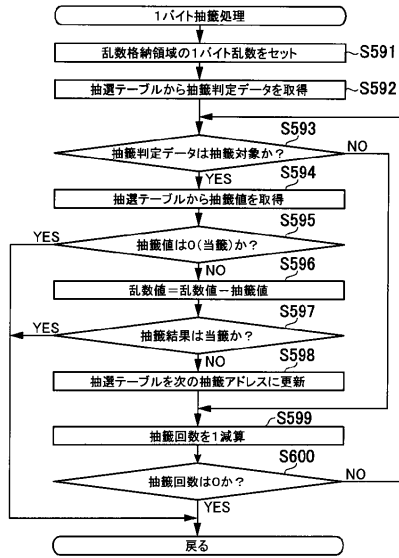 1バイト抽籤処理
乱数格納領域の1バイト乱数をセット
S591
抽選テーブルから抽籤判定データを取得
S592
S593
抽籤判定データは抽籤対象か?
NO
YES
S594
抽選テーブルから抽籤値を取得
S595
YES
抽籤値は0(当籤)か?
NO
S596
乱数値=乱数値-抽籤値
S597
YES
抽籤結果は当籤か?
NO
S598
抽選テーブルを次の抽籤アドレスに更新
S599
抽籤回数を1減算
S600
抽籤回数は0か?
NO
YES
戻る